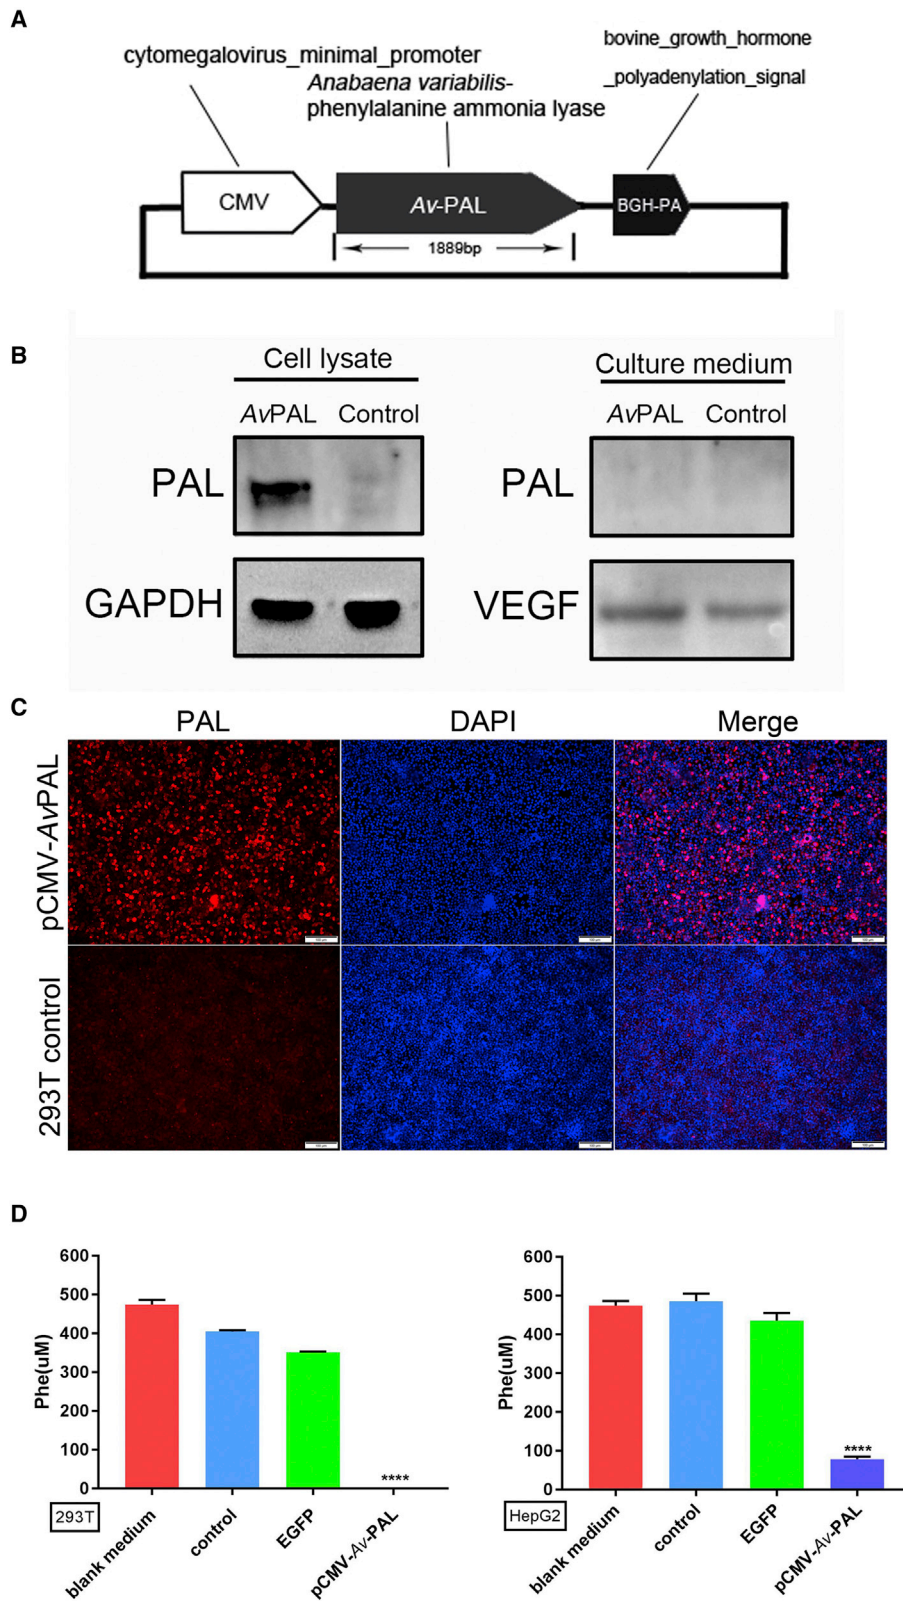 A
cytomegalovirus_minimal_promoter
Anabaena variabilis-
phenylalanine ammonia lyase
bovine_growth_hormone
_polyadenylation_signal
CMV
Av-PAL
BGH-PA
1889bp
B
Cell lysate
AvPAL Control
PAL
GAPDH
Culture medium
AvPAL Control
PAL
VEGF
C
PAL DAPI Merge
pCMV-AvPAL
293T control
D
600
500
400
300
200
100
0
Phe(uM)
****
293T
blank medium
control
EGFP
pCMV-Av-PAL
600
500
400
300
200
100
0
Phe(uM)
****
HepG2
blank medium
control
EGFP
pCMV-Av-PAL